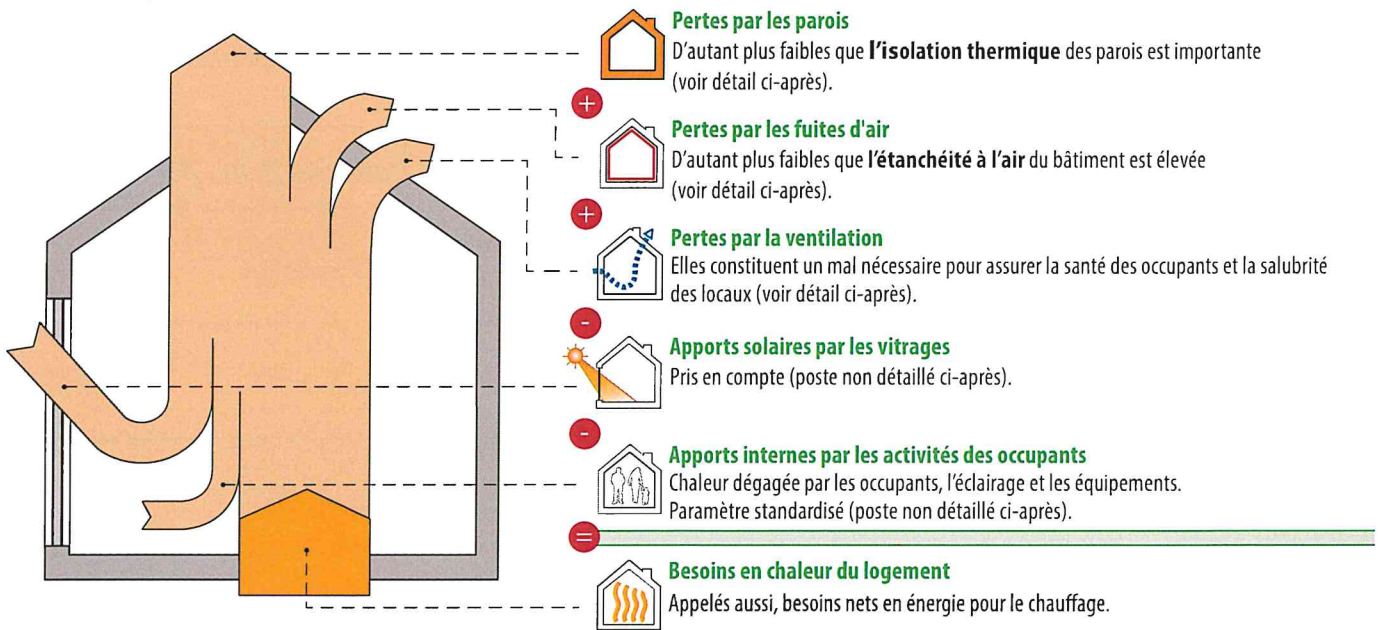 Pertes par les parois
D'autant plus faibles que l'isolation thermique des parois est importante
(voir détail ci-après).
+
Pertes par les fuites d'air
D'autant plus faibles que l'étanchéité à l'air du bâtiment est élevée
(voir détail ci-après).
+
Pertes par la ventilation
Elles constituent un mal nécessaire pour assurer la santé des occupants et la salubrité
des locaux (voir détail ci-après).
-
Apports solaires par les vitrages
Pris en compte (poste non détaillé ci-après).
-
Apports internes par les activités des occupants
Chaleur dégagée par les occupants, l'éclairage et les équipements.
Paramètre standardisé (poste non détaillé ci-après).
=
Besoins en chaleur du logement
Appelés aussi, besoins nets en énergie pour le chauffage.